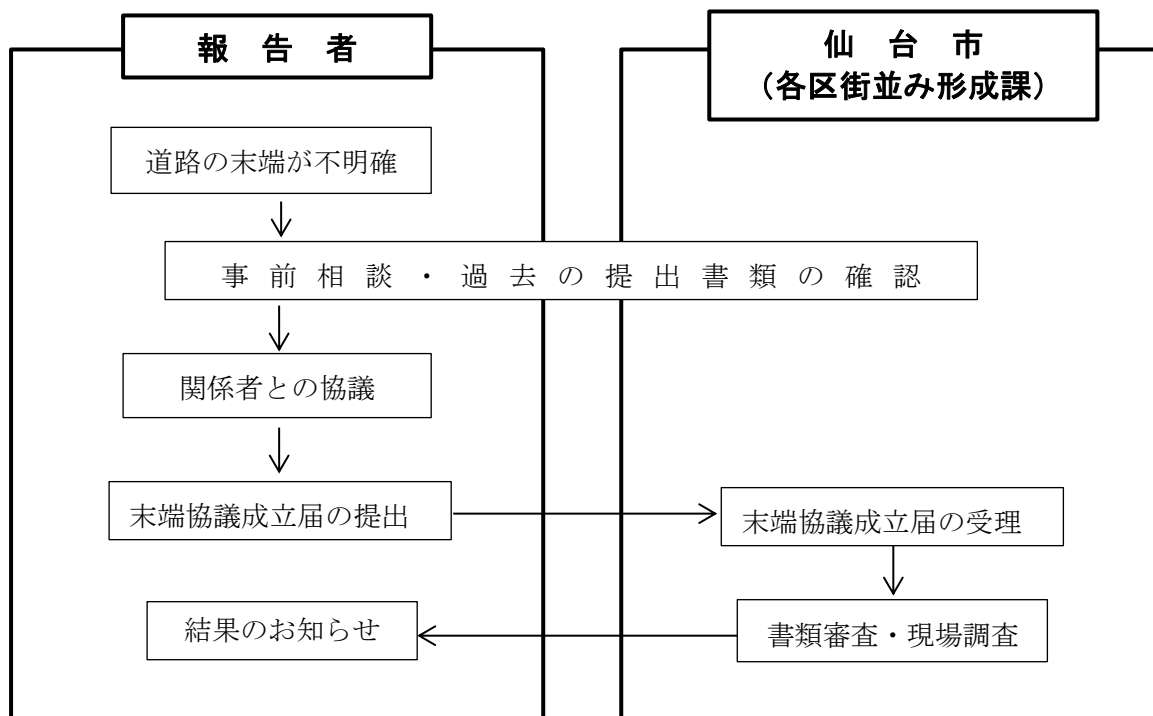 報告者
仙台市
(各区街並み形成課)
道路の末端が不明確
事前相談・過去の提出書類の確認
関係者との協議
末端協議成立届の提出
末端協議成立届の受理
結果のお知らせ
書類審査・現場調査